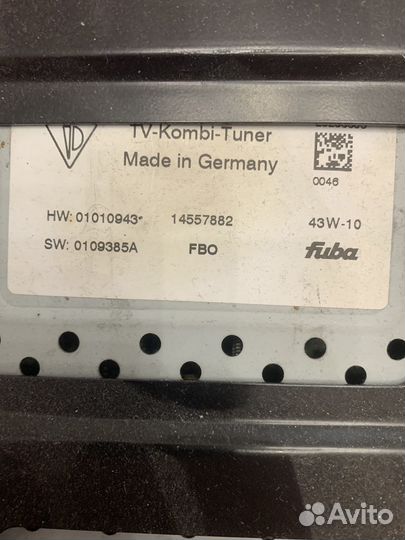 TV-Kombi-Tuner
Made in Germany
0046
HW: 01010943* 14557882 43W-10
SW: 0109385A FBO fuba
Avito